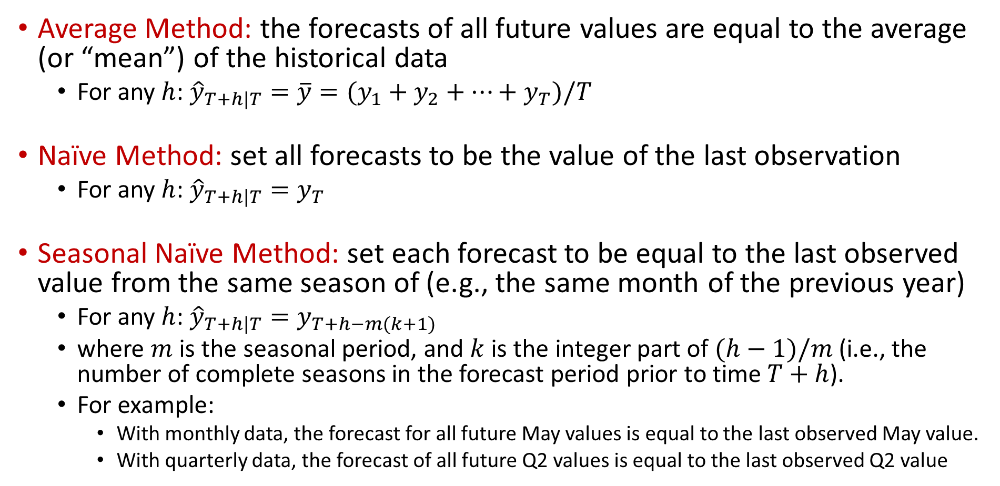 • Average Method: the forecasts of all future values are equal to the average
(or “mean”) of the historical data
• For any ℎ: ŷ_{T+h|T} = ȳ = (y_1 + y_2 + ⋯ + y_T)/T
• Naïve Method: set all forecasts to be the value of the last observation
• For any ℎ: ŷ_{T+h|T} = y_T
• Seasonal Naïve Method: set each forecast to be equal to the last observed
value from the same season of (e.g., the same month of the previous year)
• For any ℎ: ŷ_{T+h|T} = y_{T+h−m(k+1)}
• where m is the seasonal period, and k is the integer part of (ℎ − 1)/m (i.e., the
number of complete seasons in the forecast period prior to time T + ℎ).
• For example:
• With monthly data, the forecast for all future May values is equal to the last observed May value.
• With quarterly data, the forecast of all future Q2 values is equal to the last observed Q2 value